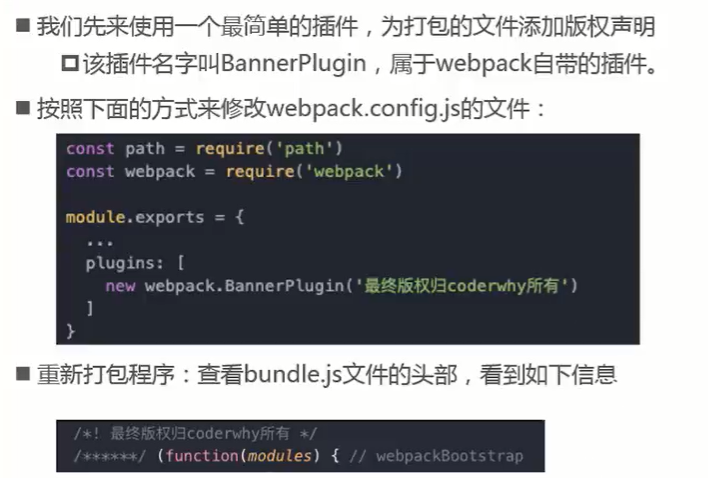 ■ 我们先来使用一个最简单的插件，为打包的文件添加版权声明
□ 该插件名字叫BannerPlugin，属于webpack自带的插件。
■ 按照下面的方式来修改webpack.config.js的文件：
const path = require('path')
const webpack = require('webpack')
module.exports = {
...
plugins: [
new webpack.BannerPlugin('最终版权归coderwhy所有')
]
}
■ 重新打包程序：查看bundle.js文件的头部，看到如下信息
/*! 最终版权归coderwhy所有 */
/******/ (function(modules) { // webpackBootstrap